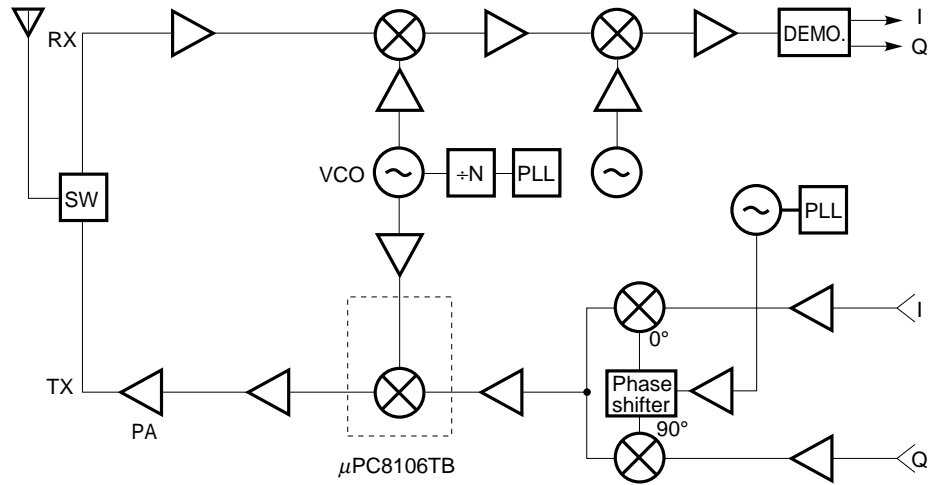 RX
DEMO.
I
Q
VCO
÷N
PLL
SW
PLL
I
0°
TX
Phase
shifter
PA
90°
μPC8106TB
Q